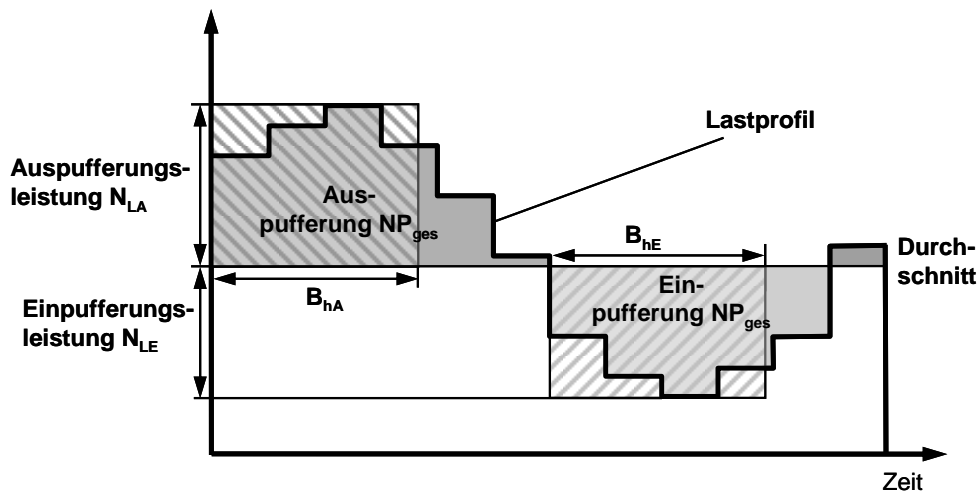 Lastprofil
Auspufferungs-
leistung N_LA
Aus-
pufferung NP_ges
B_hE
Durch-
schnitt
B_hA
Ein-
pufferung NP_ges
Einpufferungs-
leistung N_LE
Zeit